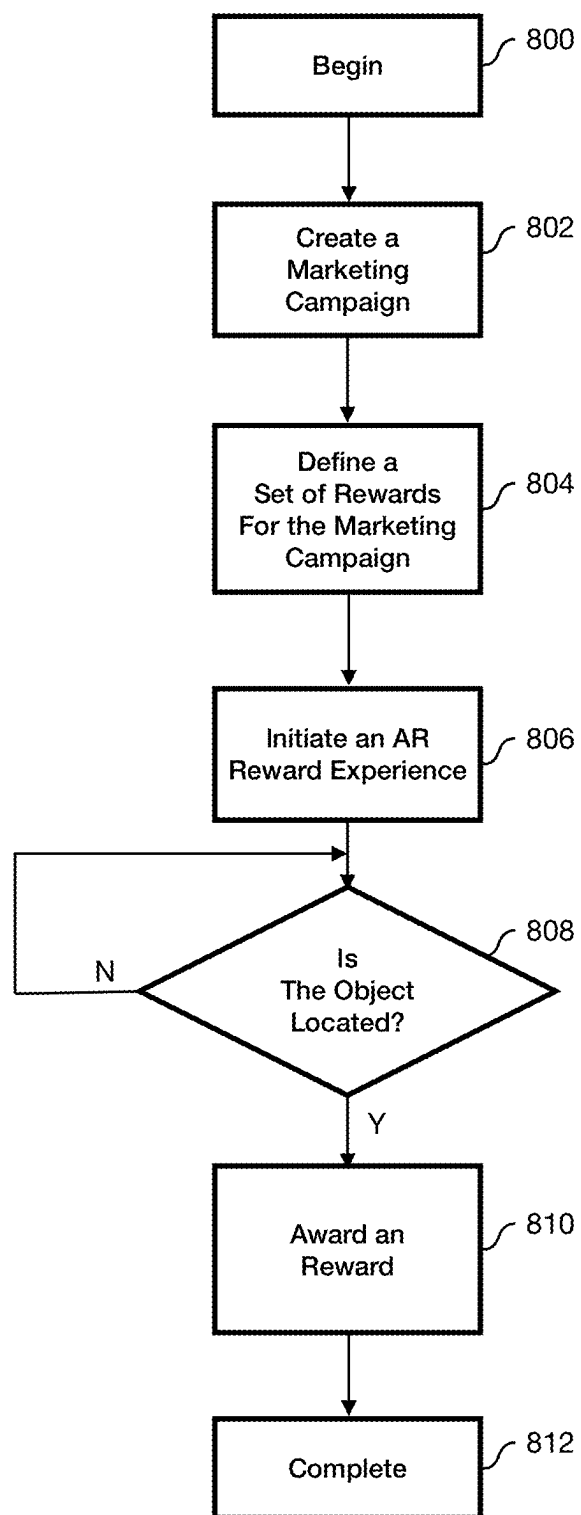 Begin
800
Create a
Marketing
Campaign
802
Define a
Set of Rewards
For the Marketing
Campaign
804
Initiate an AR
Reward Experience
806
Is
The Object
Located?
808
N
Y
Award an
Reward
810
Complete
812